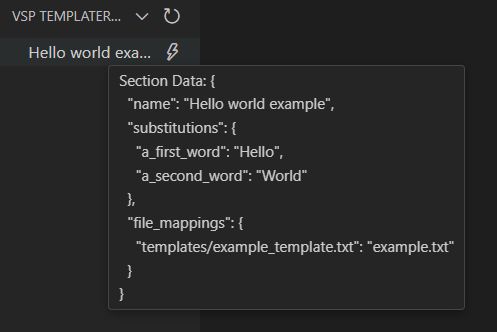 VSP TEMPLATER...
Hello world exa...
Section Data: {
  "name": "Hello world example",
  "substitutions": {
    "a_first_word": "Hello",
    "a_second_word": "World"
  },
  "file_mappings": {
    "templates/example_template.txt": "example.txt"
  }
}